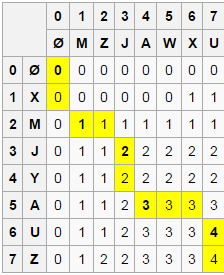 0 1 2 3 4 5 6 7
Ø M Z J A W X U
0 Ø 0 0 0 0 0 0 0 0
1 X 0 0 0 0 0 0 1 1
2 M 0 1 1 1 1 1 1 1
3 J 0 1 1 2 2 2 2 2
4 Y 0 1 1 2 2 2 2 2
5 A 0 1 1 2 3 3 3 3
6 U 0 1 1 2 3 3 3 4
7 Z 0 1 2 2 3 3 3 4